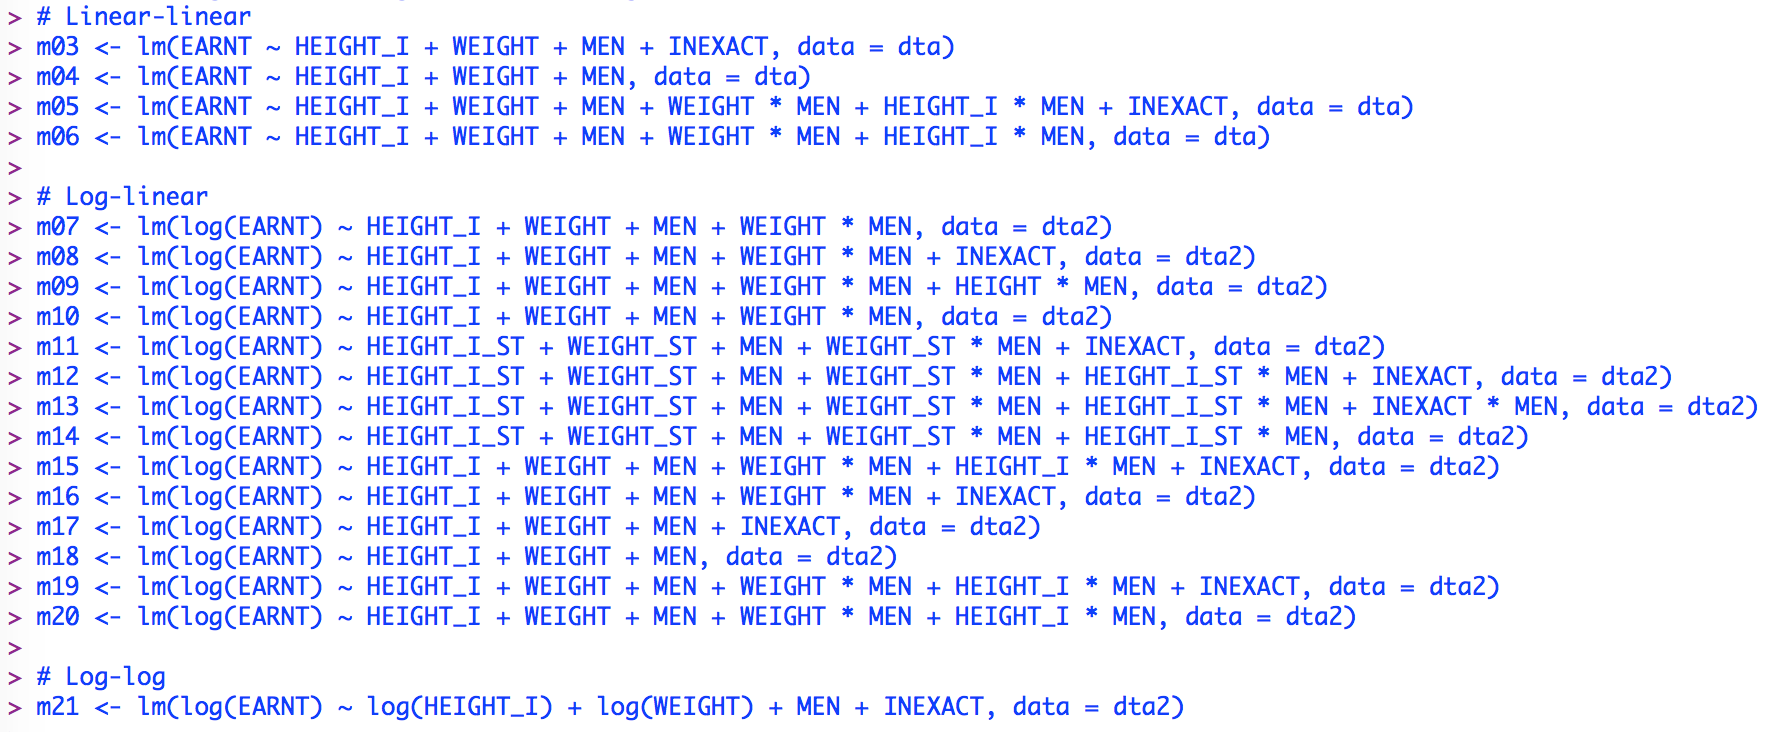 > # Linear-linear
> m03 <- lm(EARNT ~ HEIGHT_I + WEIGHT + MEN + INEXACT, data = dta)
> m04 <- lm(EARNT ~ HEIGHT_I + WEIGHT + MEN, data = dta)
> m05 <- lm(EARNT ~ HEIGHT_I + WEIGHT + MEN + WEIGHT * MEN + HEIGHT_I * MEN + INEXACT, data = dta)
> m06 <- lm(EARNT ~ HEIGHT_I + WEIGHT + MEN + WEIGHT * MEN + HEIGHT_I * MEN, data = dta)
>
> # Log-linear
> m07 <- lm(log(EARNT) ~ HEIGHT_I + WEIGHT + MEN + WEIGHT * MEN, data = dta2)
> m08 <- lm(log(EARNT) ~ HEIGHT_I + WEIGHT + MEN + WEIGHT * MEN + INEXACT, data = dta2)
> m09 <- lm(log(EARNT) ~ HEIGHT_I + WEIGHT + MEN + WEIGHT * MEN + HEIGHT * MEN, data = dta2)
> m10 <- lm(log(EARNT) ~ HEIGHT_I + WEIGHT + MEN + WEIGHT * MEN, data = dta2)
> m11 <- lm(log(EARNT) ~ HEIGHT_I_ST + WEIGHT_ST + MEN + WEIGHT_ST * MEN + INEXACT, data = dta2)
> m12 <- lm(log(EARNT) ~ HEIGHT_I_ST + WEIGHT_ST + MEN + WEIGHT_ST * MEN + HEIGHT_I_ST * MEN + INEXACT, data = dta2)
> m13 <- lm(log(EARNT) ~ HEIGHT_I_ST + WEIGHT_ST + MEN + WEIGHT_ST * MEN + HEIGHT_I_ST * MEN + INEXACT * MEN, data = dta2)
> m14 <- lm(log(EARNT) ~ HEIGHT_I_ST + WEIGHT_ST + MEN + WEIGHT_ST * MEN + HEIGHT_I_ST * MEN, data = dta2)
> m15 <- lm(log(EARNT) ~ HEIGHT_I + WEIGHT + MEN + WEIGHT * MEN + HEIGHT_I * MEN + INEXACT, data = dta2)
> m16 <- lm(log(EARNT) ~ HEIGHT_I + WEIGHT + MEN + WEIGHT * MEN + INEXACT, data = dta2)
> m17 <- lm(log(EARNT) ~ HEIGHT_I + WEIGHT + MEN + INEXACT, data = dta2)
> m18 <- lm(log(EARNT) ~ HEIGHT_I + WEIGHT + MEN, data = dta2)
> m19 <- lm(log(EARNT) ~ HEIGHT_I + WEIGHT + MEN + WEIGHT * MEN + HEIGHT_I * MEN + INEXACT, data = dta2)
> m20 <- lm(log(EARNT) ~ HEIGHT_I + WEIGHT + MEN + WEIGHT * MEN + HEIGHT_I * MEN, data = dta2)
>
> # Log-log
> m21 <- lm(log(EARNT) ~ log(HEIGHT_I) + log(WEIGHT) + MEN + INEXACT, data = dta2)